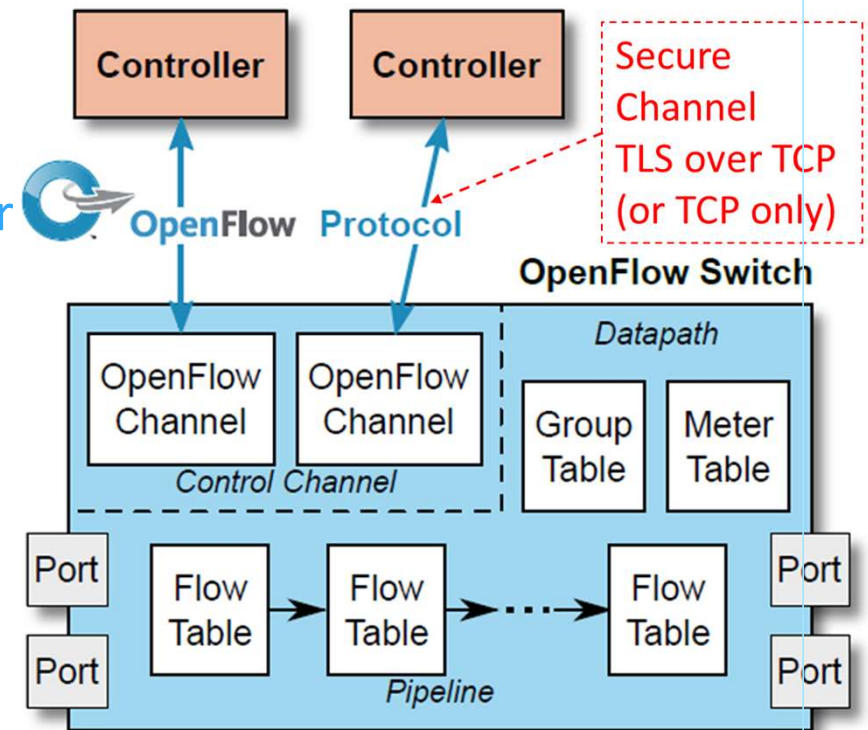 Controller
Controller
Secure
Channel
TLS over TCP
(or TCP only)
r
OpenFlow Protocol
OpenFlow Switch
Datapath
OpenFlow
Channel
OpenFlow
Channel
Control Channel
Group
Table
Meter
Table
Port
Port
Flow
Table
Flow
Table
Flow
Table
Port
Port
Pipeline